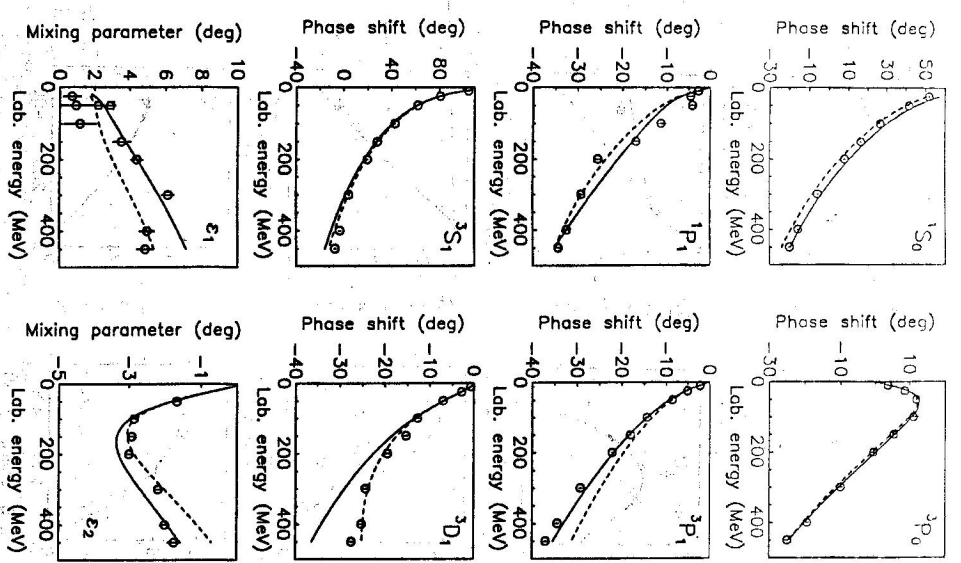 Phase shift (deg)
50
30
10
-10
-30
¹S₀
0 200 400
Lab. energy (MeV)
Phase shift (deg)
10
-10
-30
³P₀
0 200 400
Lab. energy (MeV)
Phase shift (deg)
0
-10
-20
-30
-40
¹P₁
0 200 400
Lab. energy (MeV)
Phase shift (deg)
0
-10
-20
-30
-40
³P₁
0 200 400
Lab. energy (MeV)
Phase shift (deg)
80
40
0
-40
³S₁
0 200 400
Lab. energy (MeV)
Phase shift (deg)
0
-10
-20
-30
-40
³D₁
0 200 400
Lab. energy (MeV)
Mixing parameter (deg)
10
8
6
4
2
0
ε₁
0 200 400
Lab. energy (MeV)
Mixing parameter (deg)
-1
-3
-5
ε₂
0 200 400
Lab. energy (MeV)